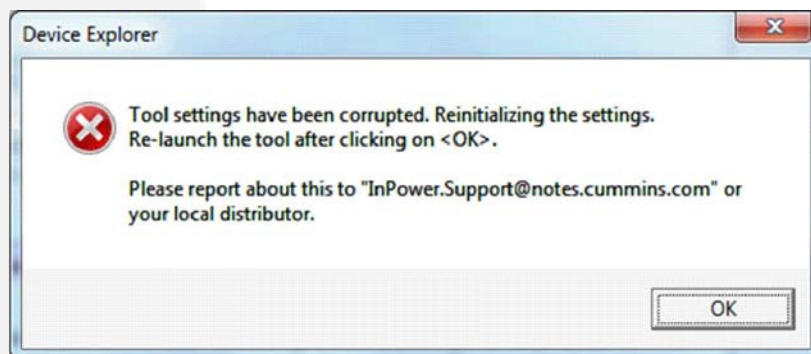 Device Explorer
Tool settings have been corrupted. Reinitializing the settings.
Re-launch the tool after clicking on <OK>.
Please report about this to "InPower.Support@notes.cummins.com" or
your local distributor.
OK